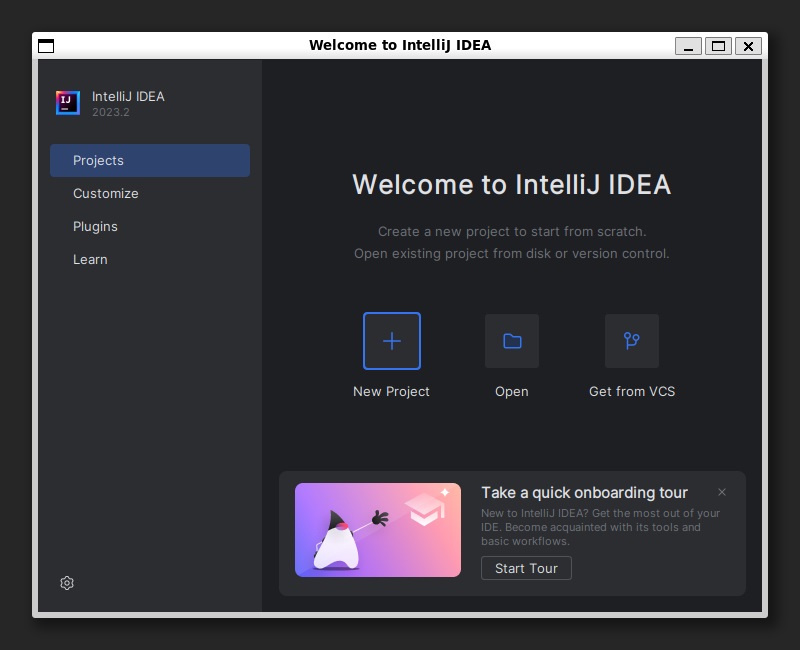 Welcome to IntelliJ IDEA
IJ
IntelliJ IDEA
2023.2
Projects
Customize
Plugins
Learn
Welcome to IntelliJ IDEA
Create a new project to start from scratch.
Open existing project from disk or version control.
New Project
Open
Get from VCS
Take a quick onboarding tour
New to IntelliJ IDEA? Get the most out of your
IDE. Become acquainted with its tools and
basic workflows.
Start Tour